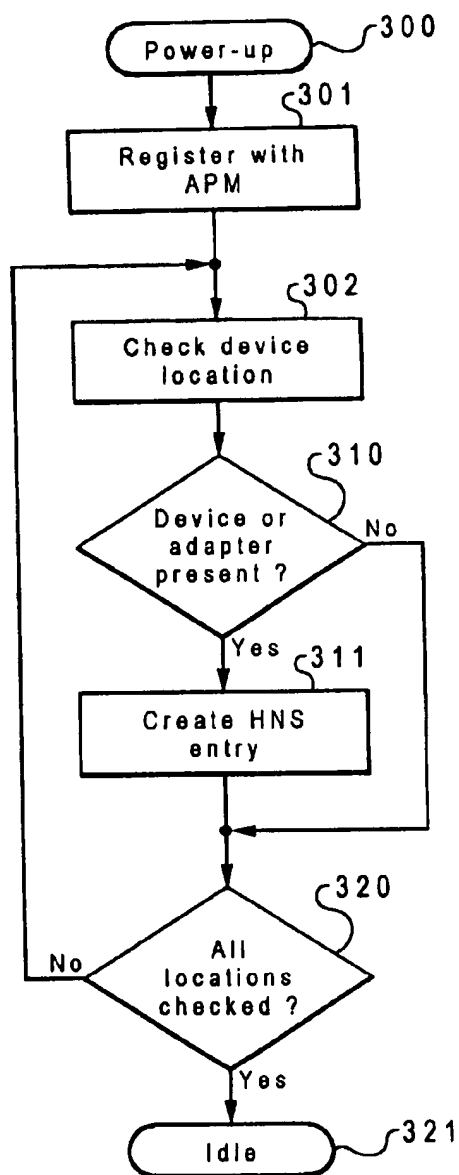 Power-up
300
301
Register with
APM
302
Check device
location
310
Device or
adapter
present ?
No
Yes
311
Create HNS
entry
320
All
locations
checked ?
No
Yes
Idle
321